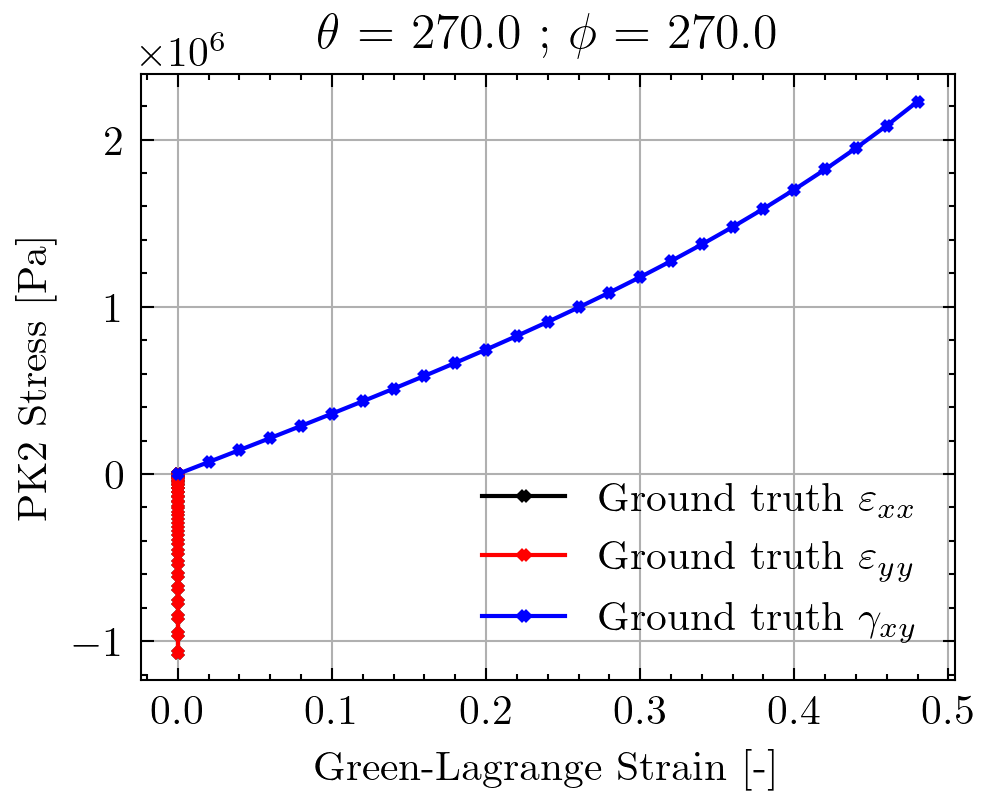 θ = 270.0 ; ϕ = 270.0
×10⁶
2
1
0
−1
PK2 Stress [Pa]
Ground truth εₓₓ
Ground truth ε_yy
Ground truth γ_xy
0.0 0.1 0.2 0.3 0.4 0.5
Green-Lagrange Strain [-]